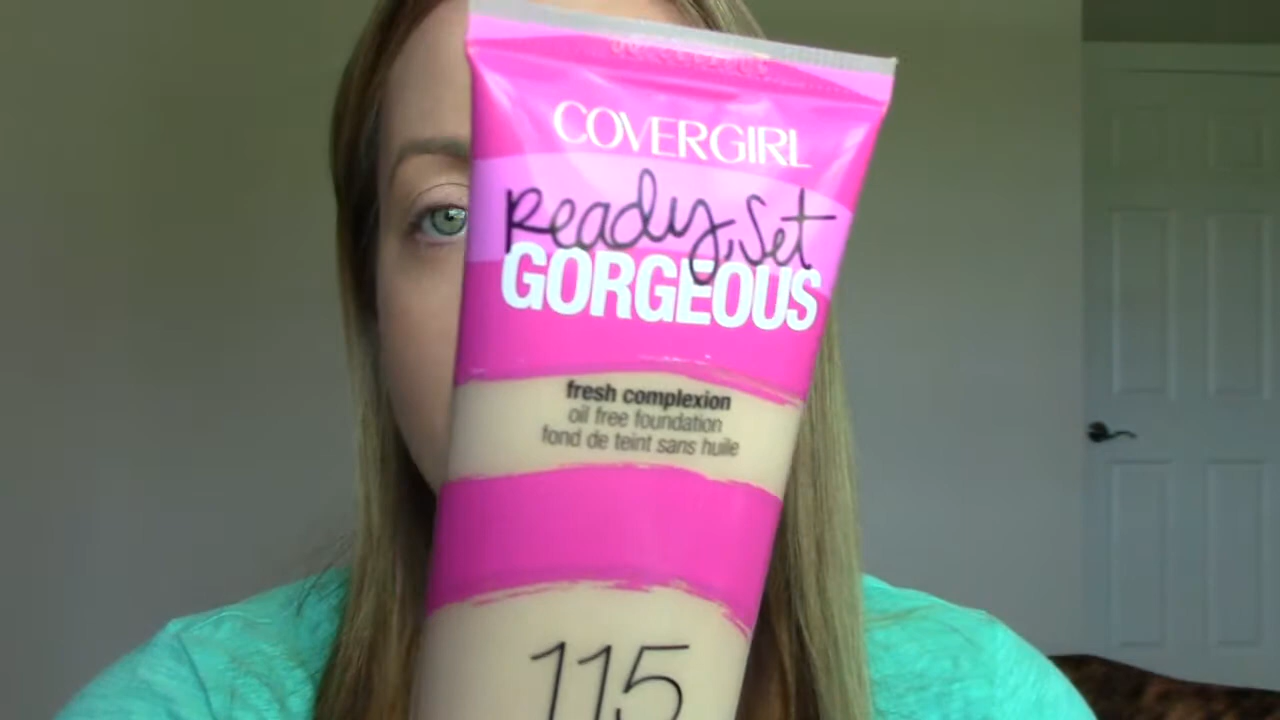 COVERGIRL
Ready, Set
GORGEOUS
fresh complexion
oil free foundation
fond de teint sans huile
115